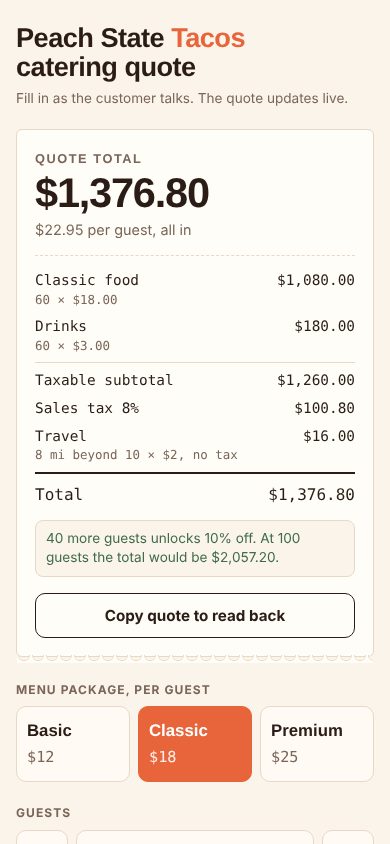 Peach State Tacos
catering quote
Fill in as the customer talks. The quote updates live.
QUOTE TOTAL
$1,376.80
$22.95 per guest, all in
Classic food $1,080.00
60 × $18.00
Drinks $180.00
60 × $3.00
Taxable subtotal $1,260.00
Sales tax 8% $100.80
Travel $16.00
8 mi beyond 10 × $2, no tax
Total $1,376.80
40 more guests unlocks 10% off. At 100
guests the total would be $2,057.20.
Copy quote to read back
MENU PACKAGE, PER GUEST
Basic Classic Premium
$12 $18 $25
GUESTS